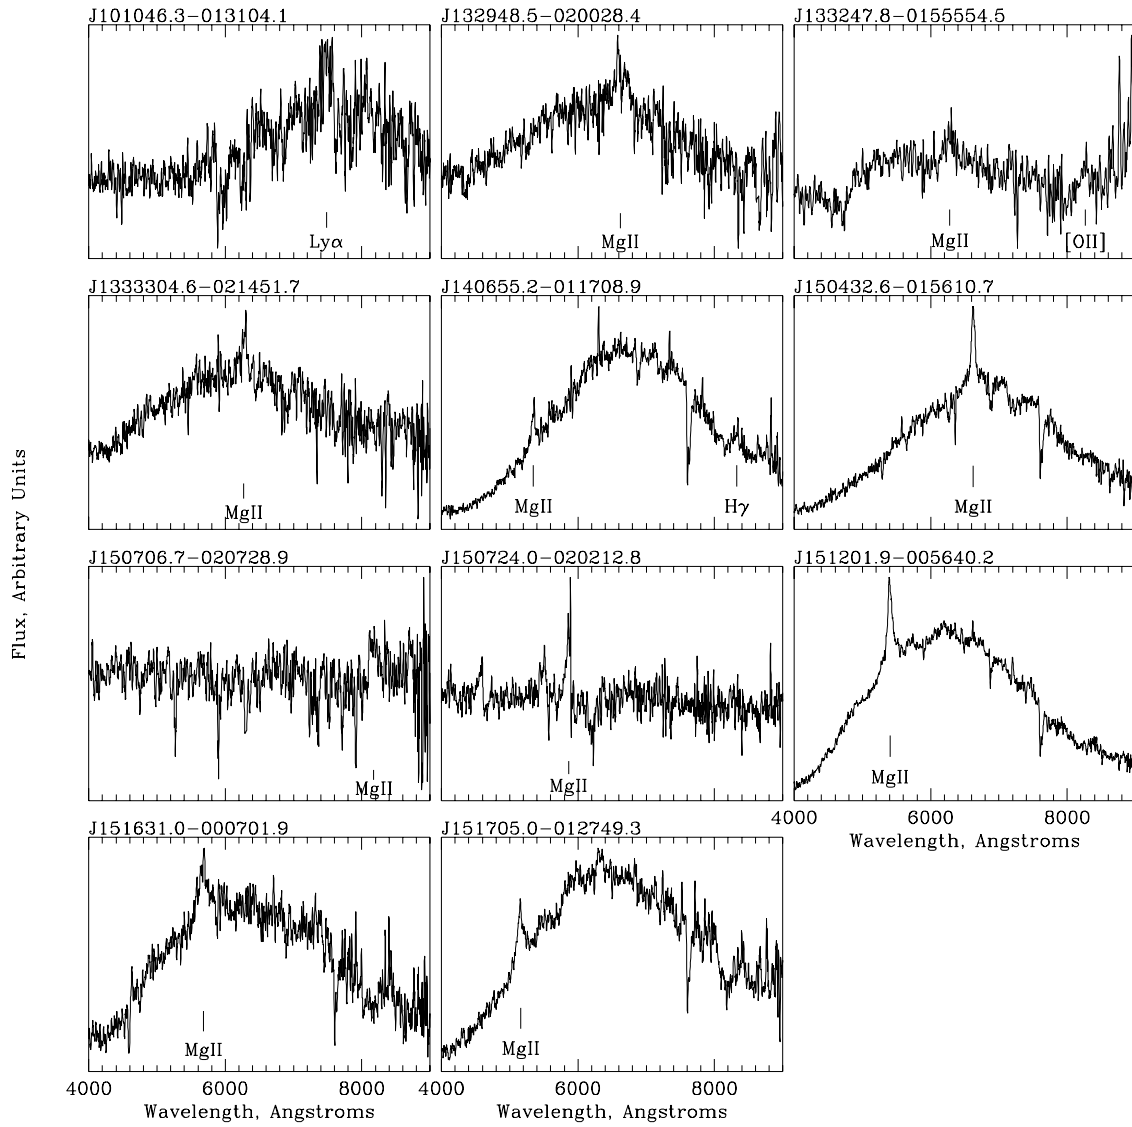 J101046.3−013104.1
J132948.5−020028.4
J133247.8−0155554.5
Lyα
MgII
MgII
[OII]
J1333304.6−021451.7
J140655.2−011708.9
J150432.6−015610.7
MgII
MgII
Hγ
MgII
Flux, Arbitrary Units
J150706.7−020728.9
J150724.0−020212.8
J151201.9−005640.2
MgII
MgII
MgII
4000 6000 8000
Wavelength, Angstroms
J151631.0−000701.9
J151705.0−012749.3
MgII
MgII
4000 6000 8000 4000 6000 8000
Wavelength, Angstroms
Wavelength, Angstroms